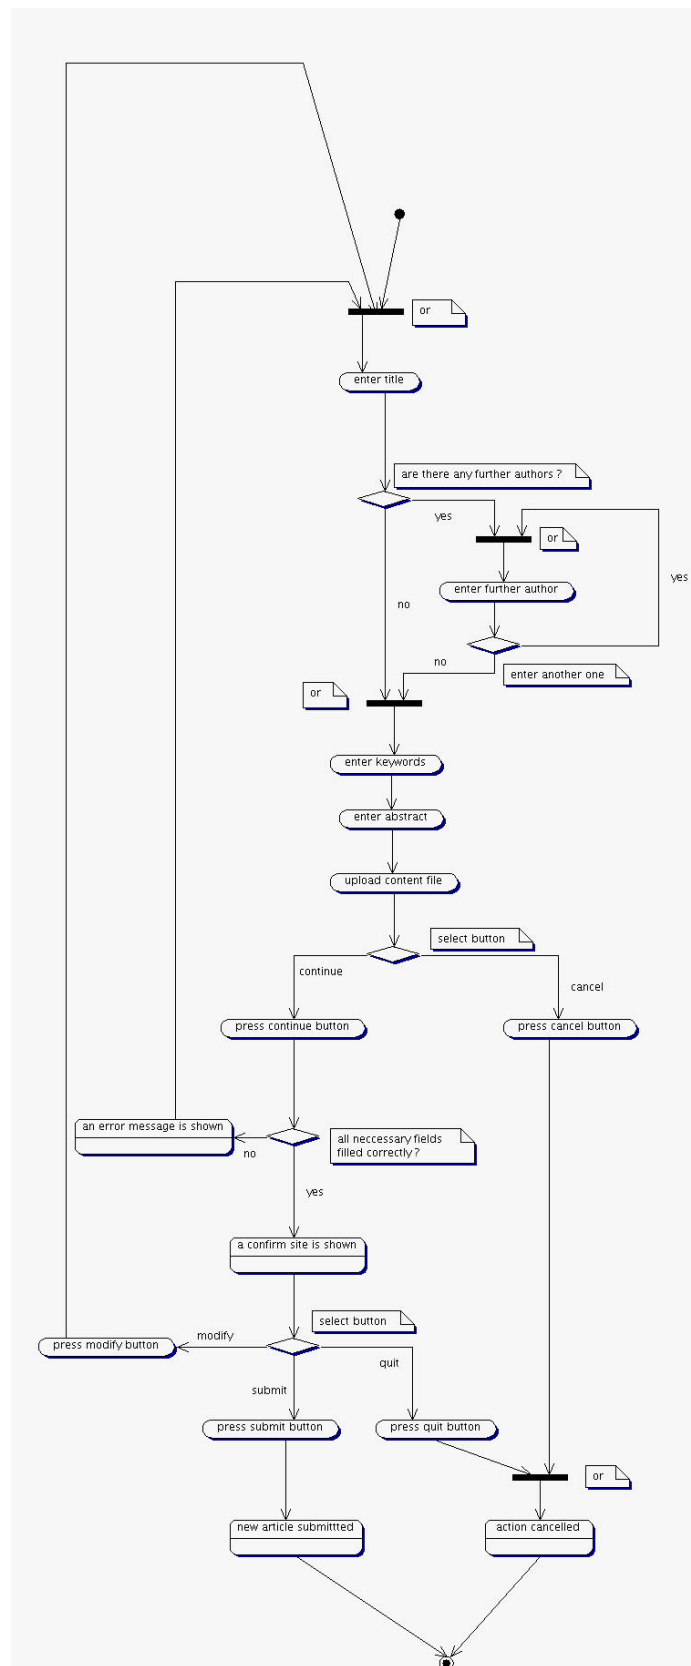 or
enter title
are there any further authors ?
yes
or
yes
enter further author
no
no
enter another one
or
enter keywords
enter abstract
upload content file
select button
continue
cancel
press continue button
press cancel button
an error message is shown
no
all neccessary fields
filled correctly ?
yes
a confirm site is shown
select button
modify
press modify button
quit
submit
press submit button
press quit button
or
new article submittted
action cancelled